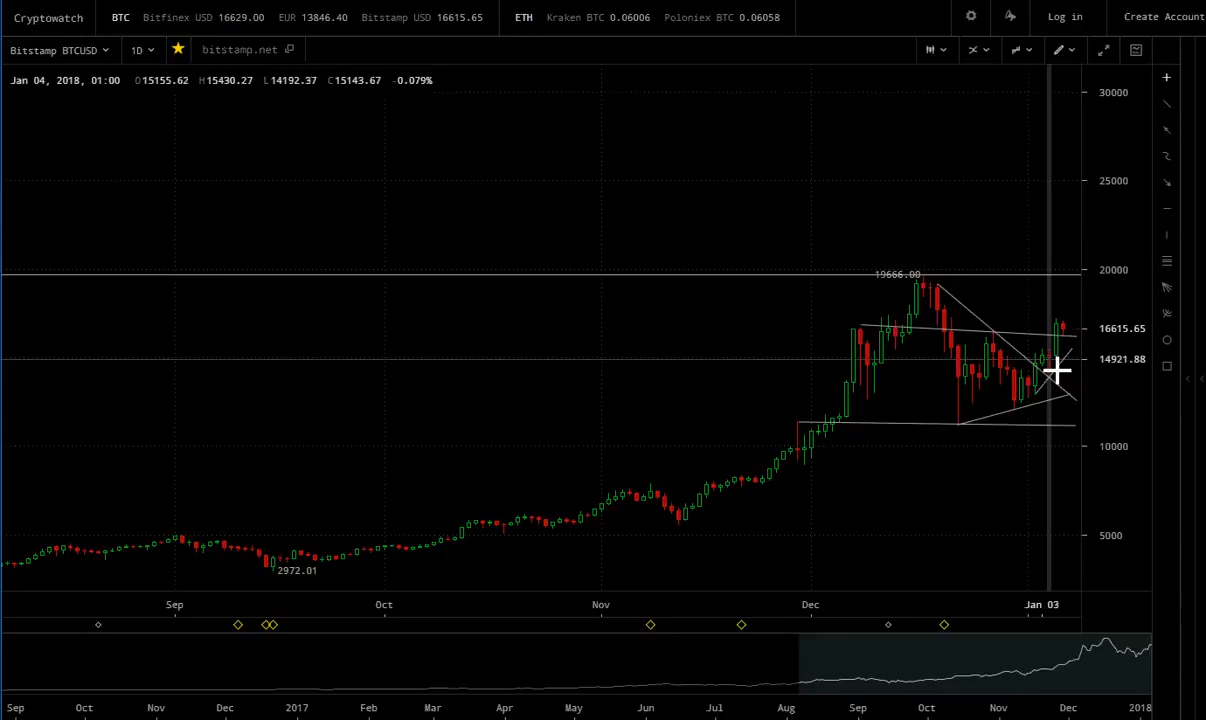 Cryptowatch BTC Bitfinex USD 16629.00 EUR 13846.40 Bitstamp USD 16615.65 ETH Kraken BTC 0.06006 Poloniex BTC 0.06058 Log in Create Account
Bitstamp BTCUSD 1D bitstamp.net
Jan 04, 2018, 01:00 O15155.62 H15430.27 L14192.37 C15143.67 -0.079%
30000
25000
20000
19666.00
16615.65
14921.88
10000
5000
2972.01
Sep Oct Nov Dec Jan 03
Sep Oct Nov Dec 2017 Feb Mar Apr May Jun Jul Aug Sep Oct Nov Dec 2018